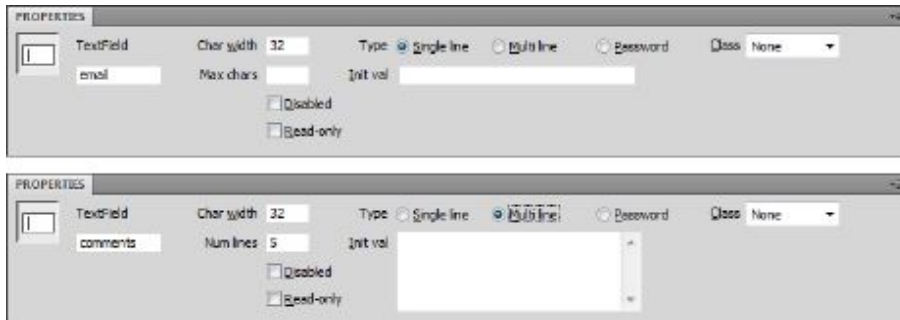 PROPERTIES
TextField Char width 32 Type Single line Multi line Password Class None
email Max chars Init val
Disabled
Read-only
PROPERTIES
TextField Char width 32 Type Single line Multi line Password Class None
comments Num lines 5 Init val
Disabled
Read-only